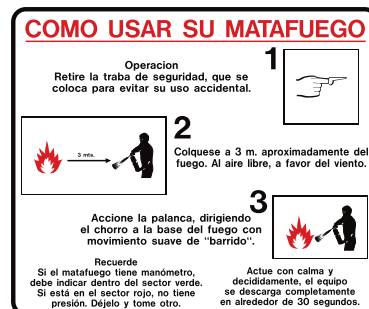 COMO USAR SU MATAFUEGO
1
Operacion
Retire la traba de seguridad, que se
coloca para evitar su uso accidental.
3 mts.
2
Colquese a 3 m. aproximadamente del
fuego. Al aire libre, a favor del viento.
3
Accione la palanca, dirigiendo
el chorro a la base del fuego con
movimiento suave de "barrido".
Recuerde
Si el matafuego tiene manómetro,
debe indicar dentro del sector verde.
Si está en el sector rojo, no tiene
presión. Déjelo y tome otro.
Actue con calma y
decididamente, el equipo
se descarga completamente
en alrededor de 30 segundos.